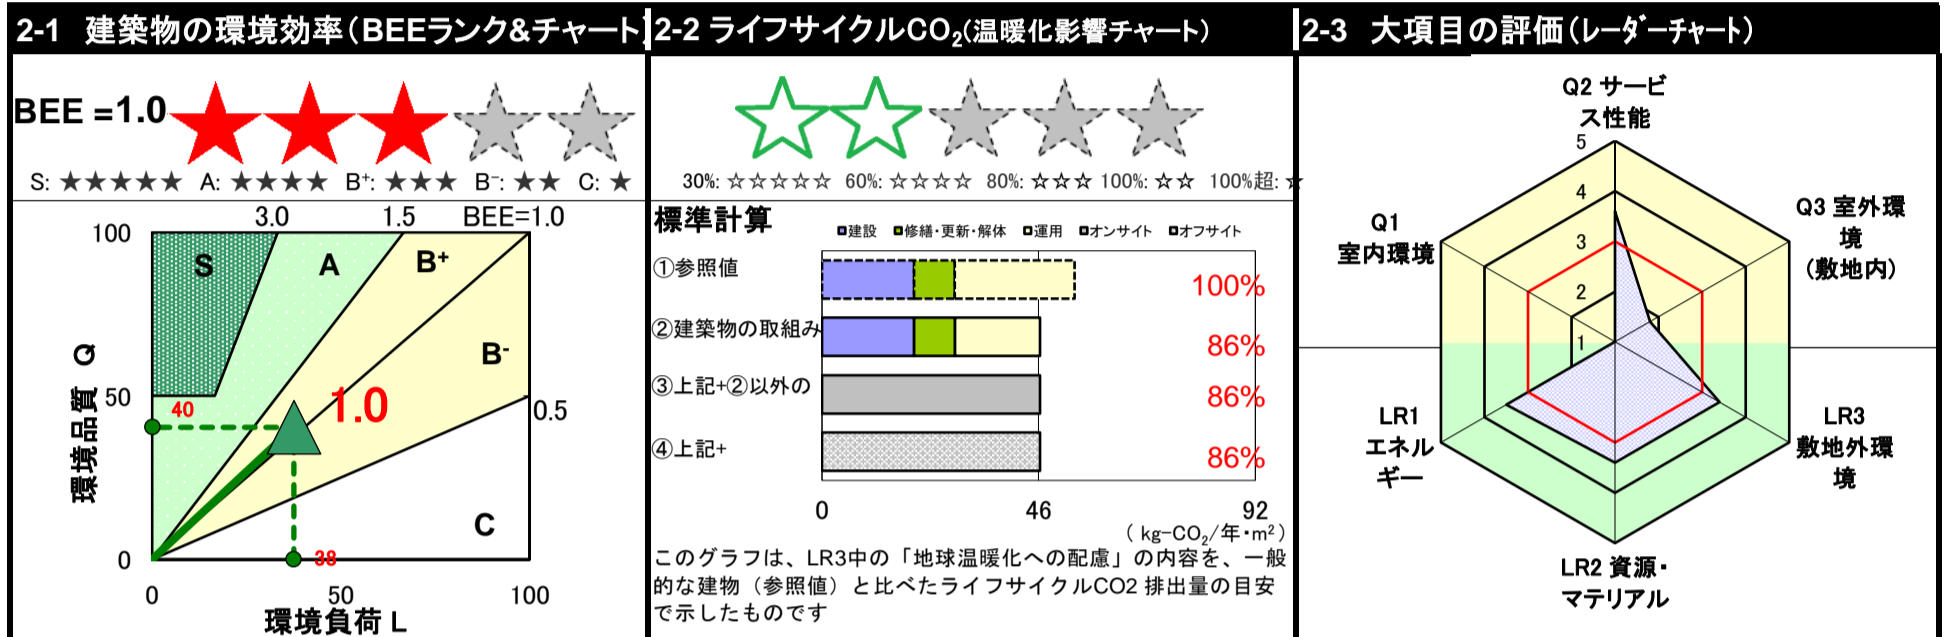 2-1 建築物の環境効率(BEEランク&チャート)
BEE =1.0
S: ★★★★★ A: ★★★★ B+: ★★★ B−: ★★ C: ★
3.0 1.5 BEE=1.0
100
S A B+
B-
環境品質 Q
50
40
1.0
0.5
C
0
38
0 50 100
環境負荷 L
2-2 ライフサイクルCO2(温暖化影響チャート)
30%: ☆☆☆☆☆ 60%: ☆☆☆☆ 80%: ☆☆☆ 100%: ☆☆ 100%超: ☆
標準計算
建設 修繕・更新・解体 運用 オンサイト オフサイト
①参照値 100%
②建築物の取組み 86%
③上記+②以外の 86%
④上記+ 86%
0 46 92
( kg-CO2/年・m2)
このグラフは、LR3中の「地球温暖化への配慮」の内容を、一般
的な建物(参照値)と比べたライフサイクルCO2 排出量の目安
で示したものです
2-3 大項目の評価(レーダーチャート)
Q2 サービ
ス性能
5
4
3
2
1
Q1
室内環境
Q3 室外環
境
(敷地内)
LR1
エネル
ギー
LR3
敷地外環
境
LR2 資源・
マテリアル